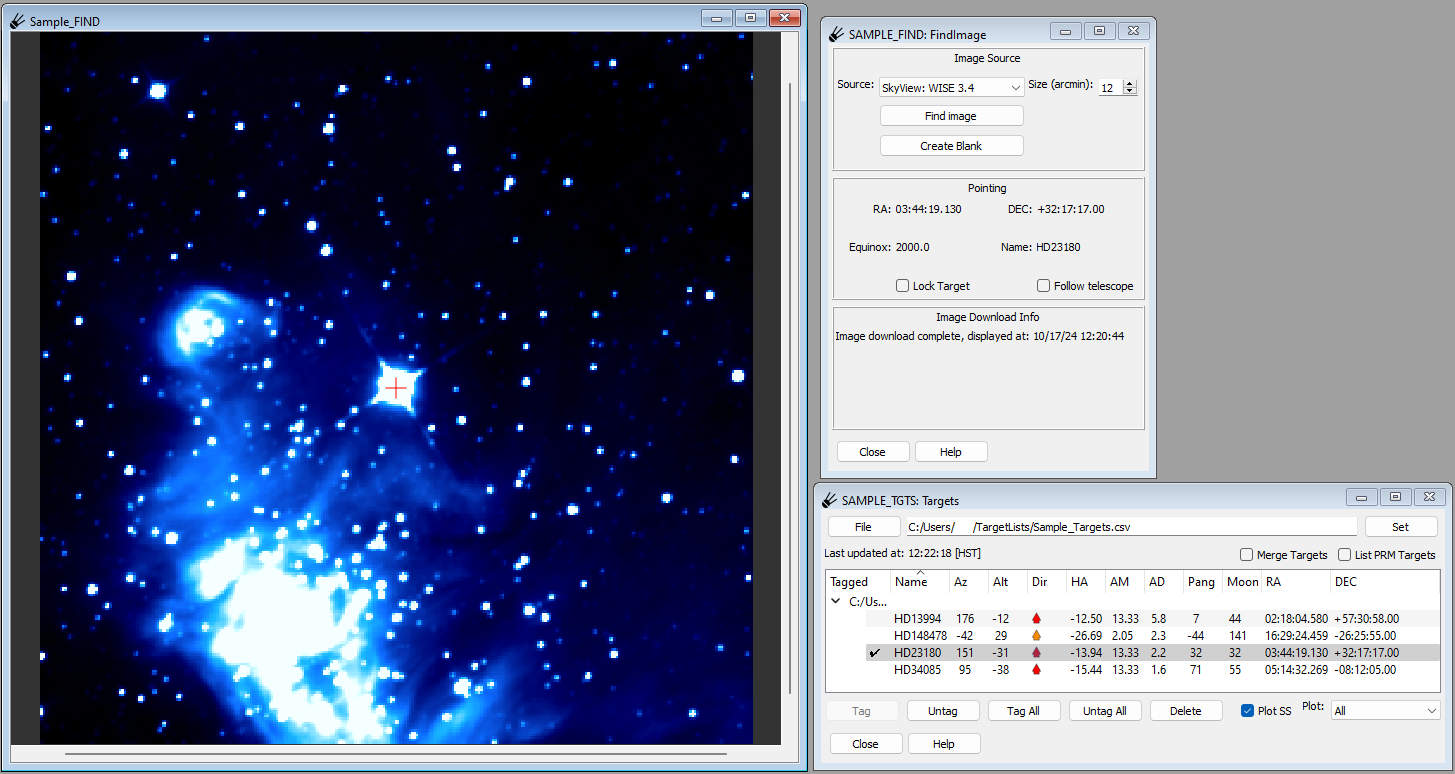 Sample_FIND
SAMPLE_FIND: FindImage
Image Source
Source: SkyView: WISE 3.4 Size (arcmin): 12
Find image
Create Blank
Pointing
RA: 03:44:19.130 DEC: +32:17:17.00
Equinox: 2000.0 Name: HD23180
Lock Target Follow telescope
Image Download Info
Image download complete, displayed at: 10/17/24 12:20:44
Close Help
SAMPLE_TGTS: Targets
File C:/Users/ /TargetLists/Sample_Targets.csv Set
Last updated at: 12:22:18 [HST] Merge Targets List PRM Targets
Tagged Name Az Alt Dir HA AM AD Pang Moon RA DEC
C:/Us...
HD13994 176 -12 -12.50 13.33 5.8 7 44 02:18:04.580 +57:30:58.00
HD148478 -42 29 -26.69 2.05 2.3 -44 141 16:29:24.459 -26:25:55.00
✔ HD23180 151 -31 -13.94 13.33 2.2 32 32 03:44:19.130 +32:17:17.00
HD34085 95 -38 -15.44 13.33 1.6 71 55 05:14:32.269 -08:12:05.00
Tag Untag Tag All Untag All Delete Plot SS Plot: All
Close Help